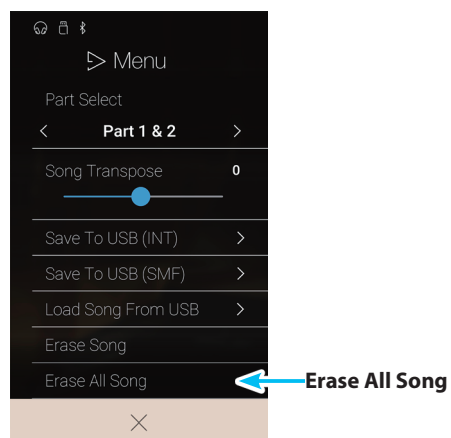 Menu
Part Select
Part 1 & 2
Song Transpose 0
Save To USB (INT)
Save To USB (SMF)
Load Song From USB
Erase Song
Erase All Song
Erase All Song